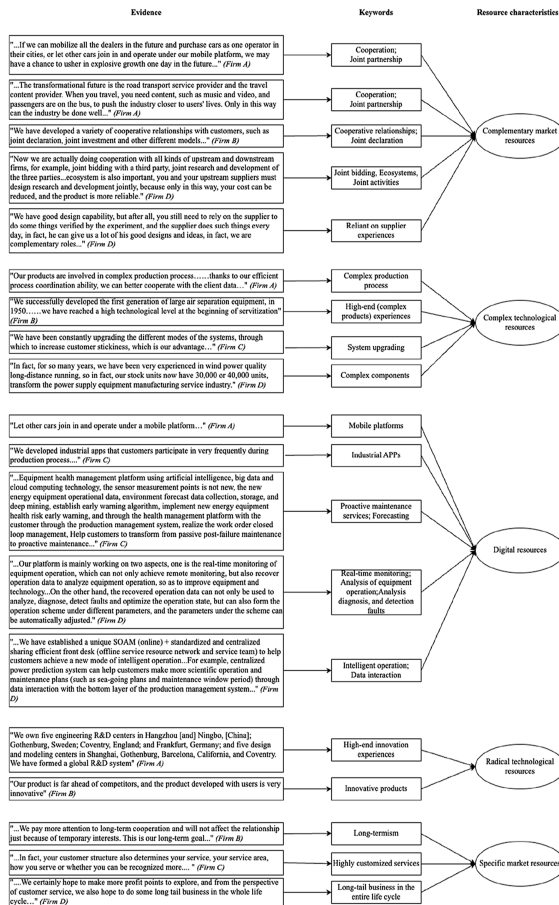 Evidence
Keywords
Resource characteristics
"...If we can mobilize all the dealers in the future and purchase cars as one operator in
their cities, or let other cars join in and operate under our mobile platform, we may
have a chance to usher in explosive growth one day in the future..." (Firm A)
Cooperation;
Joint partnership
"...The transformational future is the road transport service provider and the travel
content provider. When you travel, you need content, such as music and video, and
passengers are on the bus, to push the industry closer to users' lives. Only in this way
can the industry be done well..." (Firm A)
Cooperation;
Joint partnership
"We have developed a variety of cooperative relationships with customers, such as
joint declaration, joint investment and other different models..." (Firm B)
Cooperative relationships;
Joint declaration
"Now we are actually doing cooperation with all kinds of upstream and downstream
firms, for example, joint bidding with a third party, joint research and development of
the three parties...ecosystem is also important, you and your upstream suppliers must
design research and development jointly, because only in this way, your cost can be
reduced, and the product is more reliable." (Firm D)
Joint bidding, Ecosystems,
Joint activities
"...We have good design capability, but after all, you still need to rely on the supplier to
do some things verified by the experiment, and the supplier does such things every
day, in fact, he can give us a lot of his good designs and ideas, in fact, we are
complementary roles..." (Firm D)
Reliant on supplier
experiences
Complementary market
resources
"Our products are involved in complex production process……thanks to our efficient
process coordination ability, we can better cooperate with the client data…" (Firm A)
Complex production
process
"We successfully developed the first generation of large air separation equipment, in
1950……we have reached a high technological level at the beginning of servitization"
(Firm B)
High-end (complex
products) experiences
"We have been constantly upgrading the different modes of the systems, through
which to increase customer stickiness, which is our advantage…" (Firm C)
System upgrading
"In fact, for so many years, we have been very experienced in wind power quality
long-distance running, so in fact, our stock units now have 30,000 or 40,000 units,
transform the power supply equipment manufacturing service industry." (Firm D)
Complex components
Complex technological
resources
"Let other cars join in and operate under a mobile platform…" (Firm A)
Mobile platforms
"We developed industrial apps that customers participate in very frequently during
production process...." (Firm C)
Industrial APPs
"...Equipment health management platform using artificial intelligence, big data and
cloud computing technology, the sensor measurement points is not new, the new
energy equipment operational data, environment forecast data collection, storage, and
deep mining, establish early warning algorithm, implement new energy equipment
health risk early warning, and through the health management platform with the
customer through the production management system, realize the work order closed
loop management, Help customers to transform from passive post-failure maintenance
to proactive maintenance..." (Firm C)
Proactive maintenance
services; Forecasting
"...Our platform is mainly working on two aspects, one is the real-time monitoring of
equipment operation, which can not only achieve remote monitoring, but also recover
operation data to analyze equipment operation, so as to improve equipment and
technology...On the other hand, the recovered operation data can not only be used to
analyze, diagnose, detect faults and optimize the operation state, but can also form the
operation scheme under different parameters, and the parameters under the scheme can
be automatically adjusted." (Firm D)
Real-time monitoring;
Analysis of equipment
operation;Analysis
diagnosis, and detection
faults
"...We have established a unique SOAM (online) + standardized and centralized
sharing efficient front desk (offline service resource network and service team) to help
customers achieve a new mode of intelligent operation...For example, centralized
power prediction system can help customers make more scientific operation and
maintenance plans (such as sea-going plans and maintenance window period) through
data interaction with the bottom layer of the production management system..." (Firm
D)
Intelligent operation;
Data interaction
Digital resources
"We own five engineering R&D centers in Hangzhou [and] Ningbo, [China];
Gothenburg, Sweden; Coventry, England; and Frankfurt, Germany; and five design
and modeling centers in Shanghai, Gothenburg, Barcelona, California, and Coventry.
We have formed a global R&D system" (Firm A)
High-end innovation
experiences
"Our product is far ahead of competitors, and the product developed with users is very
innovative" (Firm B)
Innovative products
Radical technological
resources
"...We pay more attention to long-term cooperation and will not affect the relationship
just because of temporary interests. This is our long-term goal..." (Firm B)
Long-termism
"...In fact, your customer structure also determines your service, your service area,
how you serve or whether you can be recognized more.... " (Firm C)
Highly customized services
"....We certainly hope to make more profit points to explore, and from the perspective
of customer service, we also hope to do some long tail business in the whole life
cycle…" (Firm D)
Long-tail business in the
entire life cycle
Specific market resources